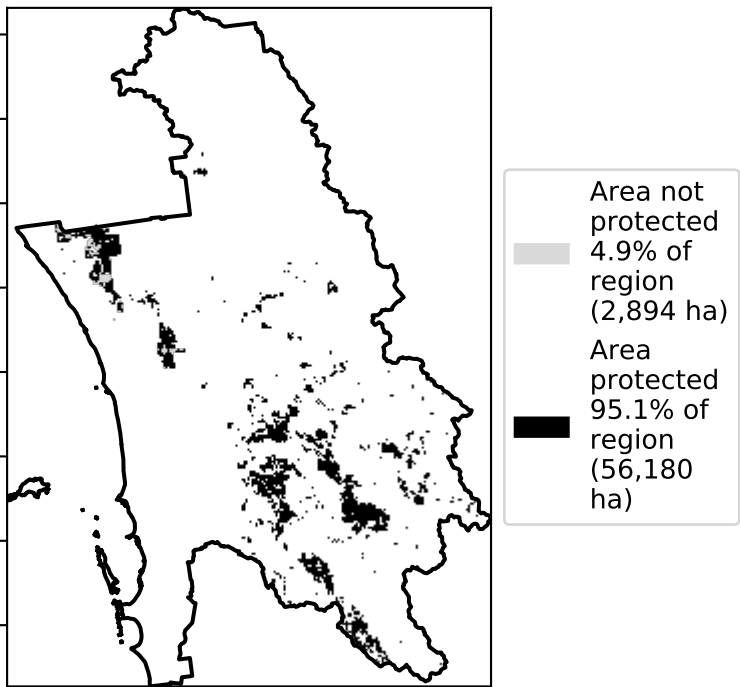 Area not
protected
4.9% of
region
(2,894 ha)
Area
protected
95.1% of
region
(56,180
ha)